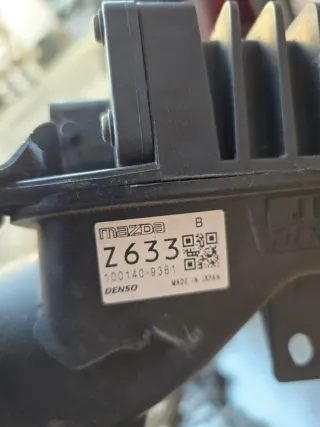 mazda B
Z633
100140-9361
DENSO MADE IN JAPAN